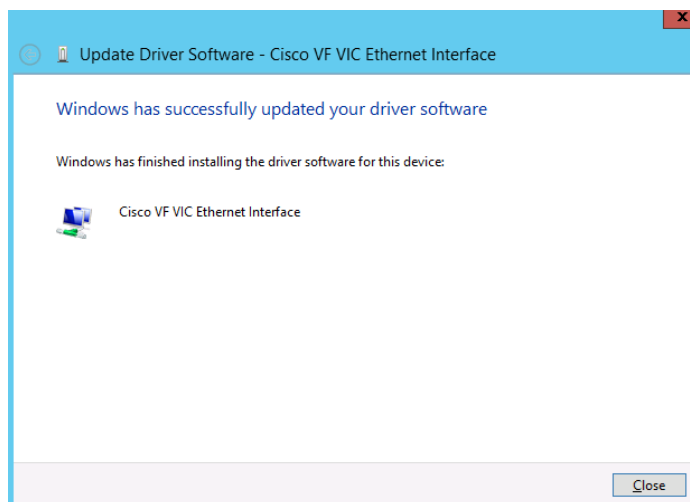 x
Update Driver Software - Cisco VF VIC Ethernet Interface
Windows has successfully updated your driver software
Windows has finished installing the driver software for this device:
Cisco VF VIC Ethernet Interface
Close